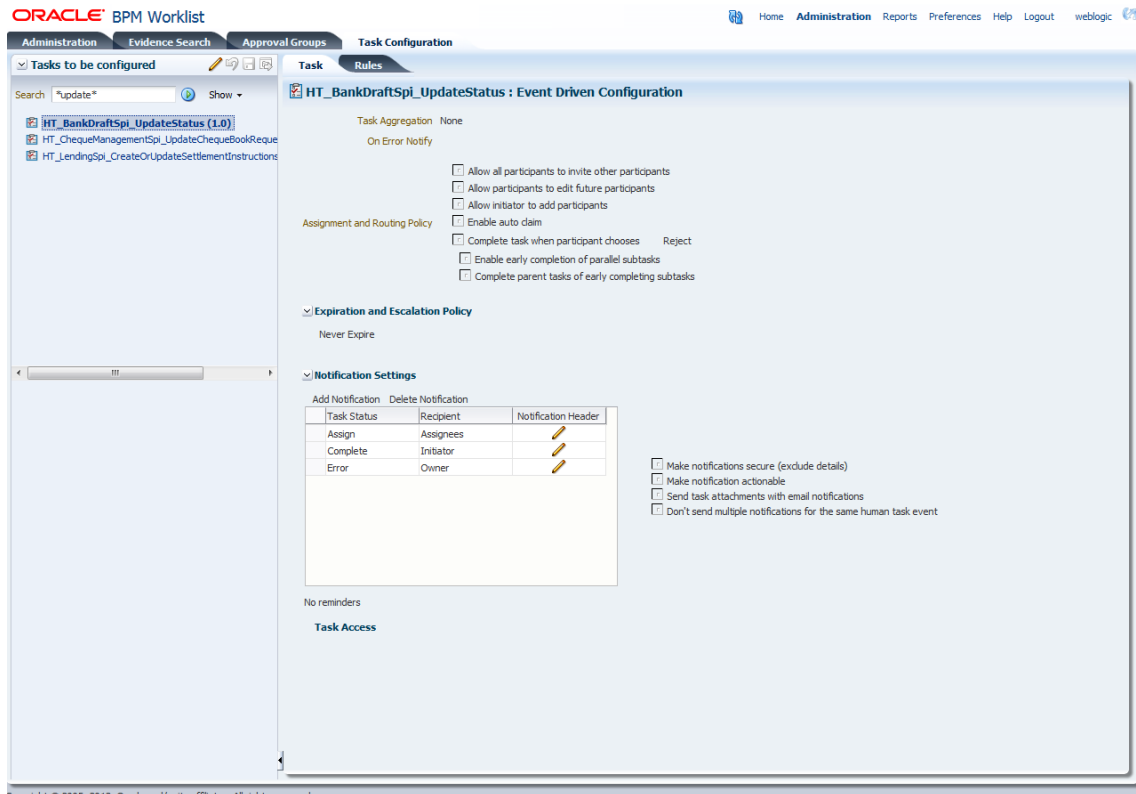 ORACLE BPM Worklist
Home Administration Reports Preferences Help Logout weblogic
Administration Evidence Search Approval Groups Task Configuration
Tasks to be configured
Search *update* Show
HT_BankDraftSpi_UpdateStatus (1.0)
HT_ChequeManagementSpi_UpdateChequeBookReque
HT_LendingSpi_CreateOrUpdateSettlementInstructions
Task Rules
HT_BankDraftSpi_UpdateStatus : Event Driven Configuration
Task Aggregation None
On Error Notify
Allow all participants to invite other participants
Allow participants to edit future participants
Allow initiator to add participants
Assignment and Routing Policy Enable auto claim
Complete task when participant chooses Reject
Enable early completion of parallel subtasks
Complete parent tasks of early completing subtasks
Expiration and Escalation Policy
Never Expire
Notification Settings
Add Notification Delete Notification
Task Status Recipient Notification Header
Assign Assignees
Complete Initiator
Error Owner
Make notifications secure (exclude details)
Make notification actionable
Send task attachments with email notifications
Don't send multiple notifications for the same human task event
No reminders
Task Access